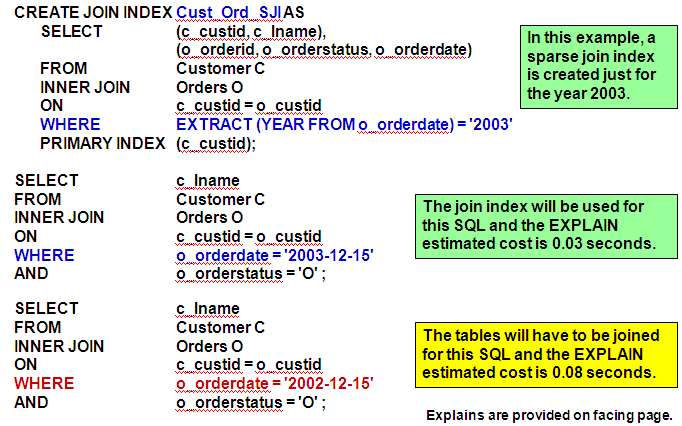 CREATE JOIN INDEX Cust_Ord_SJI AS
SELECT (c_custid, c_lname),
(o_orderid, o_orderstatus, o_orderdate)
FROM Customer C
INNER JOIN Orders O
ON c_custid = o_custid
WHERE EXTRACT (YEAR FROM o_orderdate) = '2003'
PRIMARY INDEX (c_custid);
In this example, a
sparse join index
is created just for
the year 2003.
SELECT c_lname
FROM Customer C
INNER JOIN Orders O
ON c_custid = o_custid
WHERE o_orderdate = '2003-12-15'
AND o_orderstatus = 'O' ;
The join index will be used for
this SQL and the EXPLAIN
estimated cost is 0.03 seconds.
SELECT c_lname
FROM Customer C
INNER JOIN Orders O
ON c_custid = o_custid
WHERE o_orderdate = '2002-12-15'
AND o_orderstatus = 'O' ;
The tables will have to be joined
for this SQL and the EXPLAIN
estimated cost is 0.08 seconds.
Explains are provided on facing page.